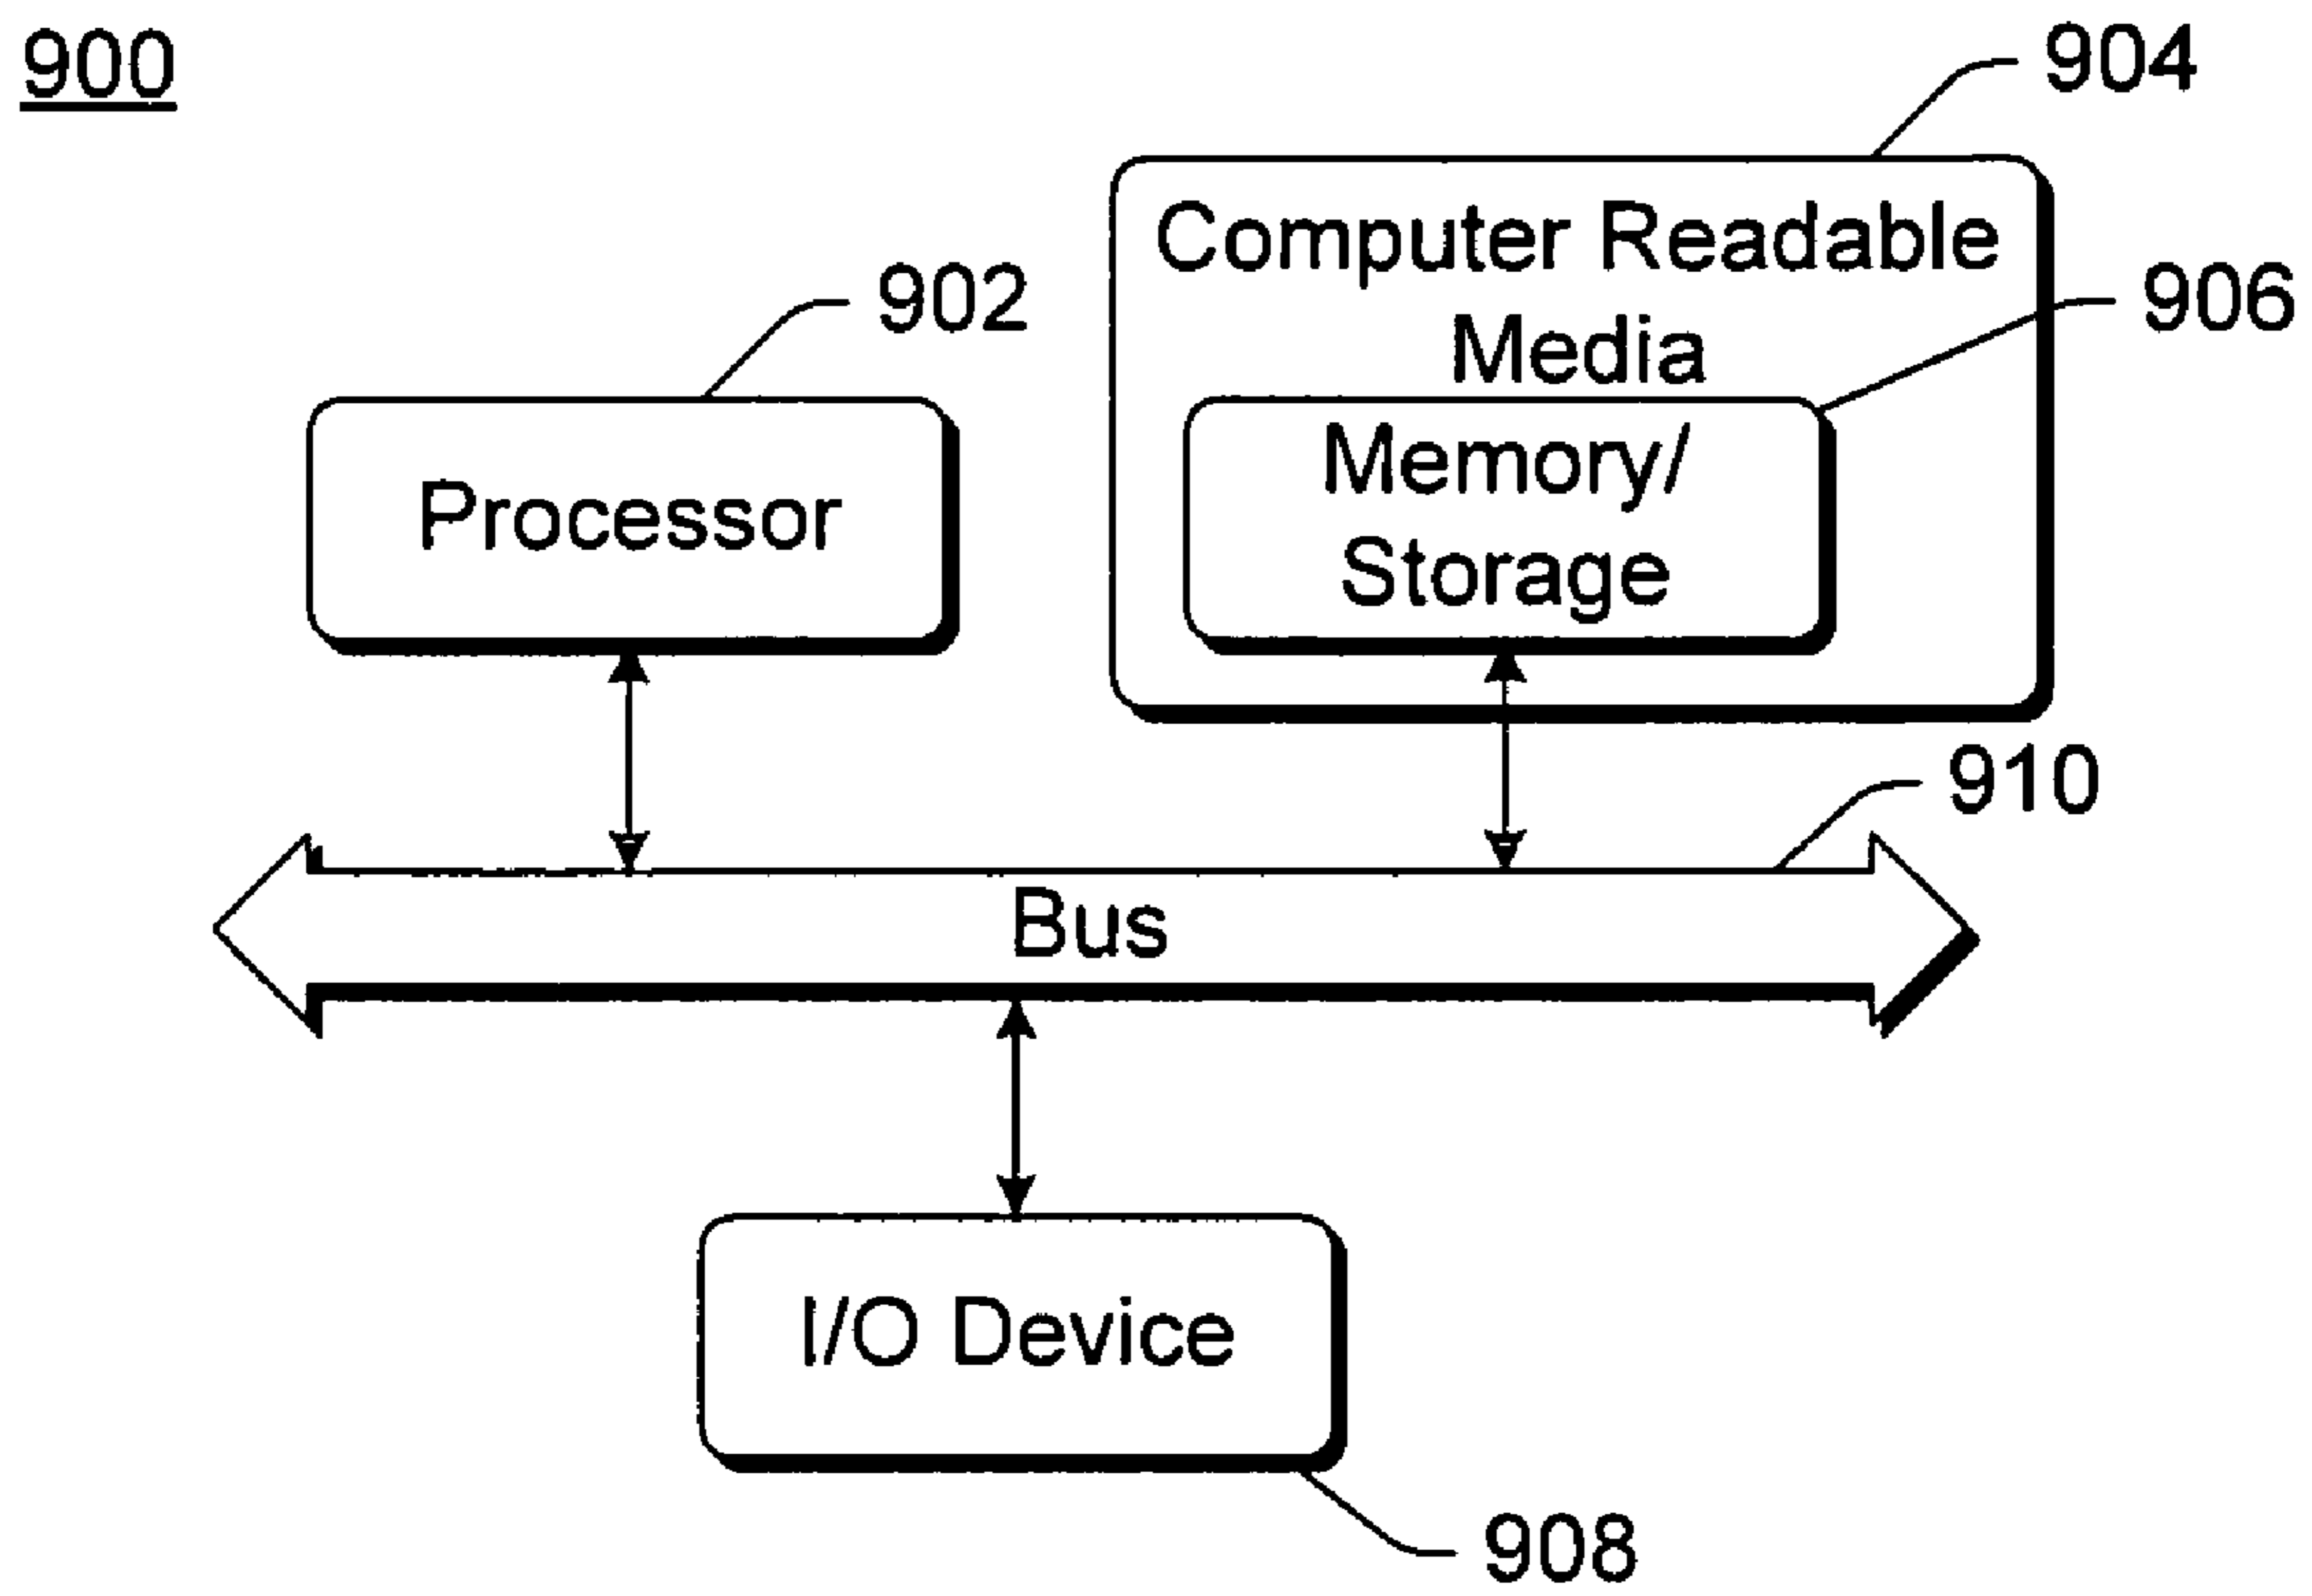 900
904
Computer Readable
Media
906
902
Memory/
Storage
Processor
910
Bus
I/O Device
908